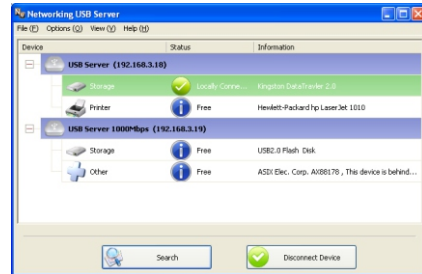 Networking USB Server
File (F) Options (O) View (V) Help (H)
Device Status Information
USB Server (192.168.3.18)
Storage Locally Conne... Kingston DataTravler 2.0
Printer Free Hewlett-Packard hp LaserJet 1010
USB Server 1000Mbps (192.168.3.19)
Storage Free USB2.0 Flash Disk
Other Free ASIX Elec. Corp. AX88178 , This device is behind...
Search Disconnect Device